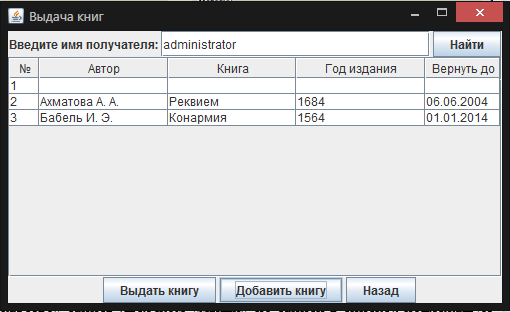 Выдача книг
Введите имя получателя: administrator Найти
№ Автор Книга Год издания Вернуть до
1
2 Ахматова А. А. Реквием 1684 06.06.2004
3 Бабель И. Э. Конармия 1564 01.01.2014
Выдать книгу Добавить книгу Назад